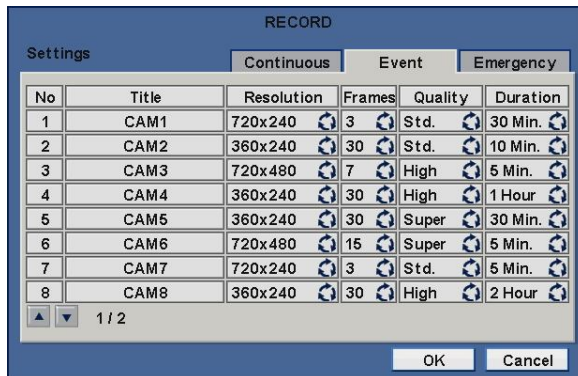 RECORD
Settings
Continuous Event Emergency
No Title Resolution Frames Quality Duration
1 CAM1 720x240 3 Std. 30 Min.
2 CAM2 360x240 30 Std. 10 Min.
3 CAM3 720x480 7 High 5 Min.
4 CAM4 360x240 30 High 1 Hour
5 CAM5 360x240 30 Super 30 Min.
6 CAM6 720x480 15 Super 5 Min.
7 CAM7 720x240 3 Std. 5 Min.
8 CAM8 360x240 30 High 2 Hour
1 / 2
OK Cancel